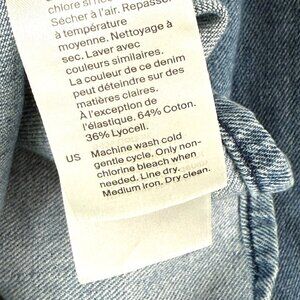 chlore si
Sécher à l'air. Repasser
à température
moyenne. Nettoyage à
sec. Laver avec
couleurs similaires.
La couleur de ce denim
peut déteindre sur des
matières claires.
À l'exception de
l'élastique. 64% Coton.
36% Lyocell.
US Machine wash cold
gentle cycle. Only non-
chlorine bleach when
needed. Line dry.
Medium iron. Dry clean.